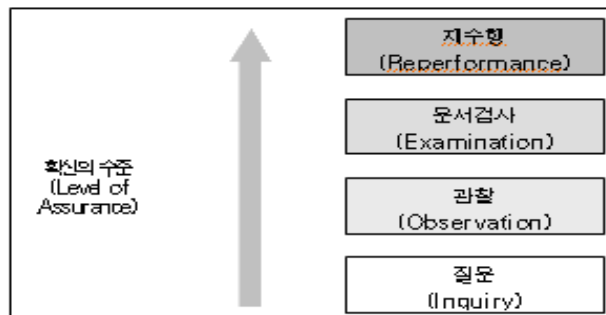 재수행
(Reperformance)
문서검사
(Examination)
확신의 수준
(Level of
Assurance)
관찰
(Observation)
질문
(Inquiry)